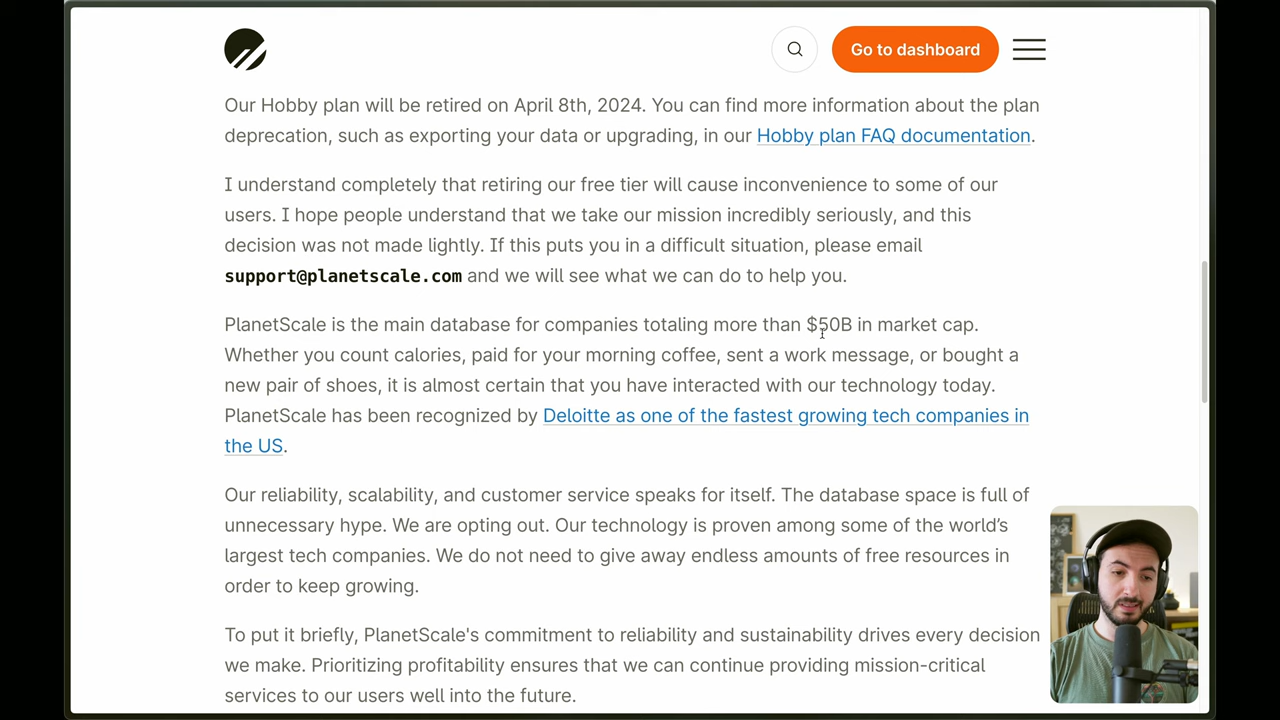 Go to dashboard
Our Hobby plan will be retired on April 8th, 2024. You can find more information about the plan
deprecation, such as exporting your data or upgrading, in our Hobby plan FAQ documentation.
I understand completely that retiring our free tier will cause inconvenience to some of our
users. I hope people understand that we take our mission incredibly seriously, and this
decision was not made lightly. If this puts you in a difficult situation, please email
support@planetscale.com and we will see what we can do to help you.
PlanetScale is the main database for companies totaling more than $50B in market cap.
Whether you count calories, paid for your morning coffee, sent a work message, or bought a
new pair of shoes, it is almost certain that you have interacted with our technology today.
PlanetScale has been recognized by Deloitte as one of the fastest growing tech companies in
the US.
Our reliability, scalability, and customer service speaks for itself. The database space is full of
unnecessary hype. We are opting out. Our technology is proven among some of the world’s
largest tech companies. We do not need to give away endless amounts of free resources in
order to keep growing.
To put it briefly, PlanetScale's commitment to reliability and sustainability drives every decision
we make. Prioritizing profitability ensures that we can continue providing mission-critical
services to our users well into the future.